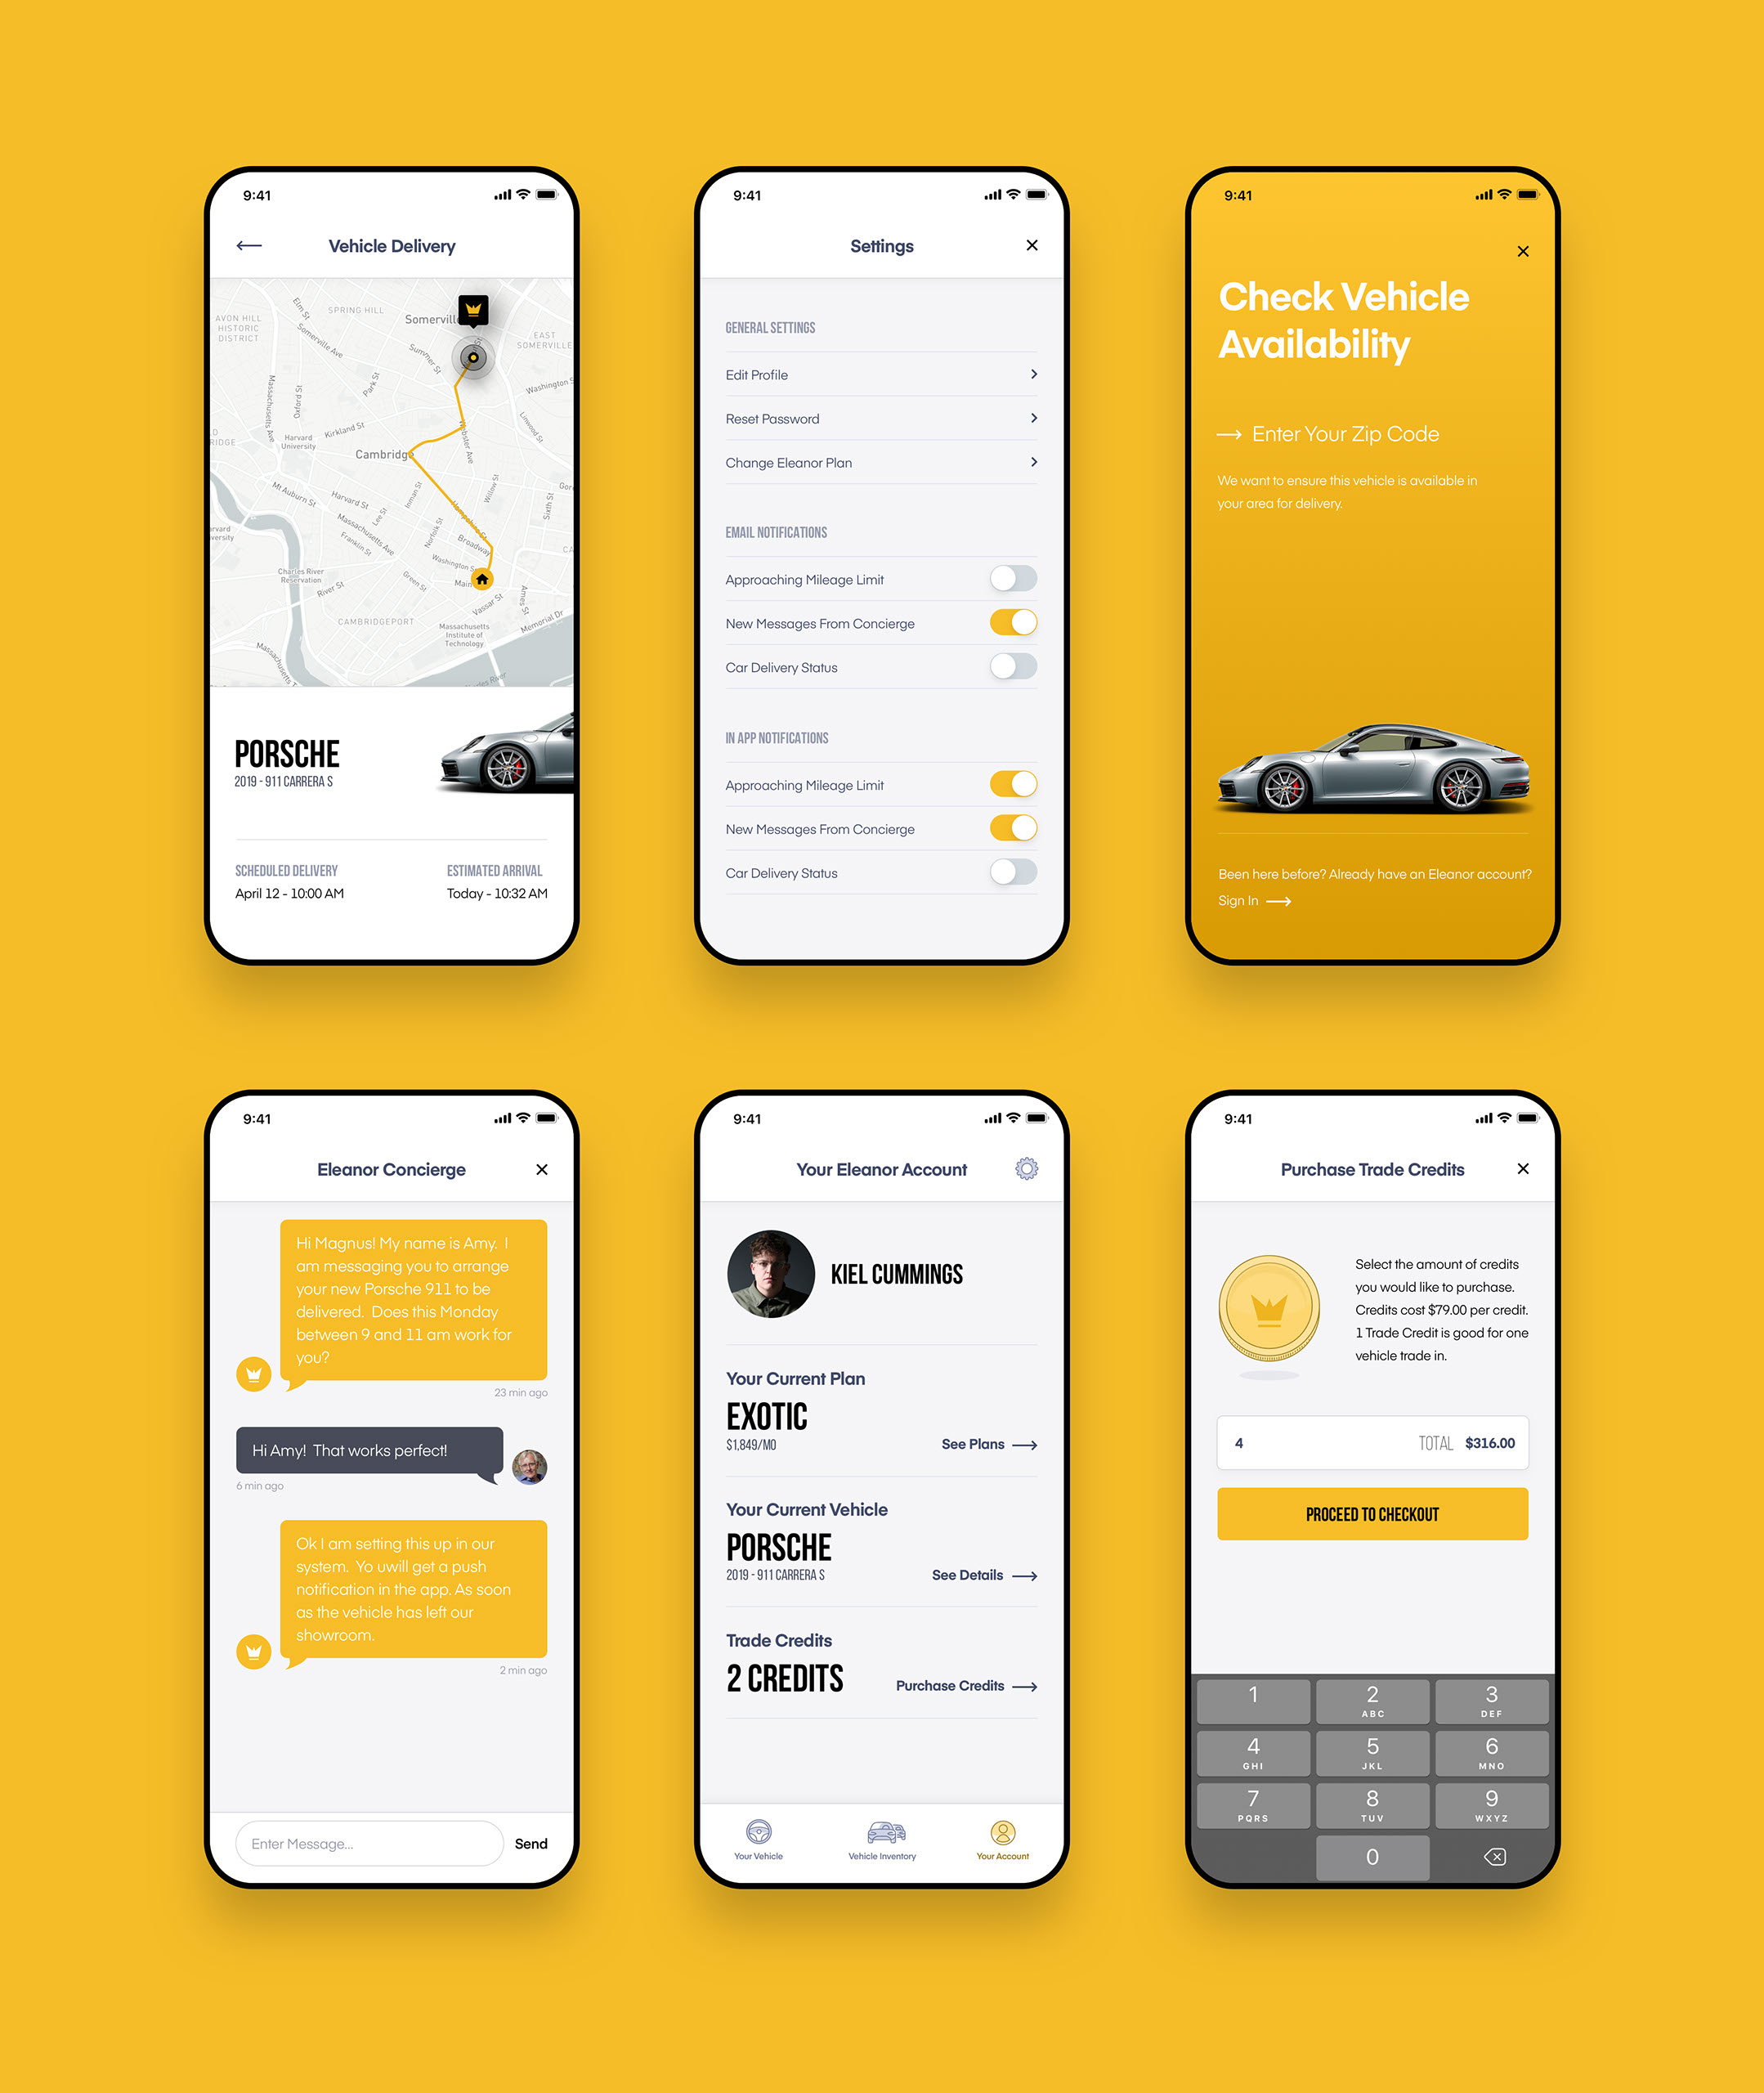 9:41
Vehicle Delivery
AVON HILL
HISTORIC
DISTRICT
Elm St
SPRING HILL
Somerville Ave
Summer St
EAST
SOMERVILLE
Massachusetts Ave
Oxford St
Park St
Washington S
Linwood St
Harvard
University
Kirkland St
Webster Ave
Cambridge
Mt Auburn St
Harvard St
Inman St
Willow St
Sixth St
Gor
Lee St
Massachusetts Ave
Franklin St
Norfolk St
Hampshire St
Broadway
CA
Washington St
Charles River
Reservation
River St
Green St
Main
Vassar St
Ames St
CAMBRIDGEPORT
Massachusetts
Institute of
Technology
Memorial Dr
Massachusetts
Charles River
PORSCHE
2019 - 911 CARRERA S
SCHEDULED DELIVERY
ESTIMATED ARRIVAL
April 12 - 10:00 AM
Today - 10:32 AM
9:41
Settings
GENERAL SETTINGS
Edit Profile
Reset Password
Change Eleanor Plan
EMAIL NOTIFICATIONS
Approaching Mileage Limit
New Messages From Concierge
Car Delivery Status
IN APP NOTIFICATIONS
Approaching Mileage Limit
New Messages From Concierge
Car Delivery Status
9:41
Check Vehicle
Availability
Enter Your Zip Code
We want to ensure this vehicle is available in
your area for delivery.
Been here before? Already have an Eleanor account?
Sign In
9:41
Eleanor Concierge
Hi Magnus! My name is Amy. I
am messaging you to arrange
your new Porsche 911 to be
delivered. Does this Monday
between 9 and 11 am work for
you?
23 min ago
Hi Amy! That works perfect!
6 min ago
Ok I am setting this up in our
system. Yo uwill get a push
notification in the app. As soon
as the vehicle has left our
showroom.
2 min ago
Enter Message...
Send
9:41
Your Eleanor Account
KIEL CUMMINGS
Your Current Plan
EXOTIC
$1,849/MO
See Plans
Your Current Vehicle
PORSCHE
2019 - 911 CARRERA S
See Details
Trade Credits
2 CREDITS
Purchase Credits
Your Vehicle
Vehicle Inventory
Your Account
9:41
Purchase Trade Credits
Select the amount of credits
you would like to purchase.
Credits cost $79.00 per credit.
1 Trade Credit is good for one
vehicle trade in.
4
TOTAL $316.00
PROCEED TO CHECKOUT
1
2
ABC
3
DEF
4
GHI
5
JKL
6
MNO
7
PQRS
8
TUV
9
WXYZ
0